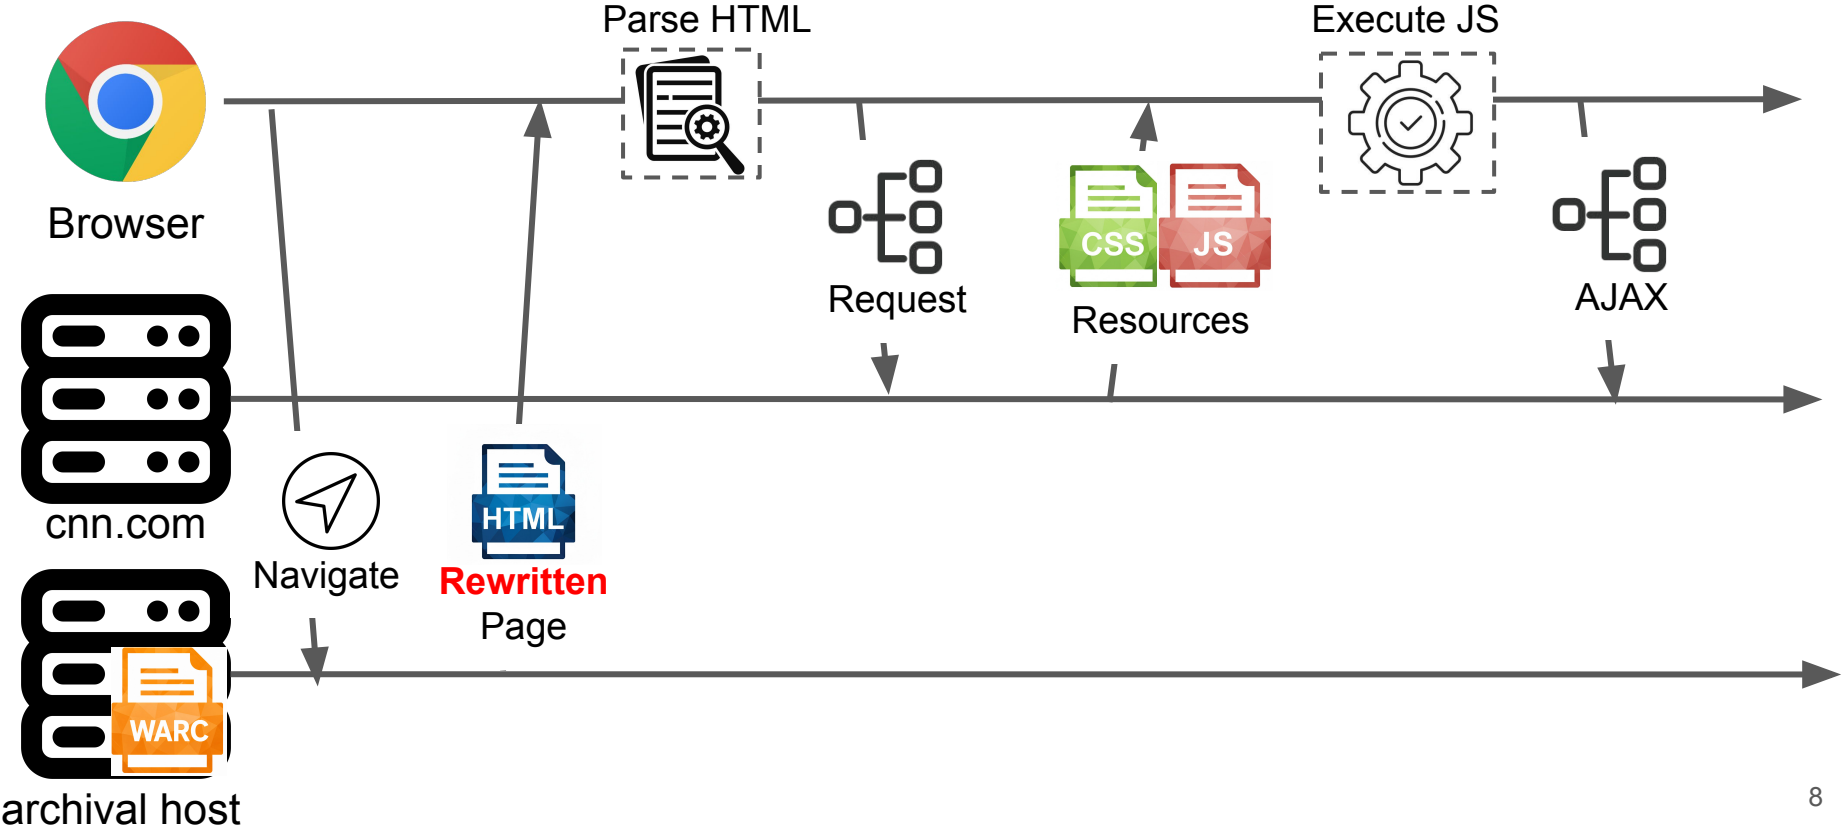 Parse HTML
Execute JS
Browser
Request
CSS
JS
Resources
AJAX
cnn.com
Navigate
HTML
Rewritten
Page
WARC
archival host
8